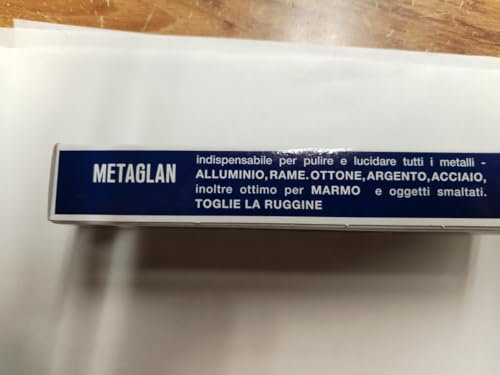 METAGLAN
indispensabile per pulire e lucidare tutti i metalli -
ALLUMINIO, RAME. OTTONE, ARGENTO, ACCIAIO,
inoltre ottimo per MARMO e oggetti smaltati.
TOGLIE LA RUGGINE